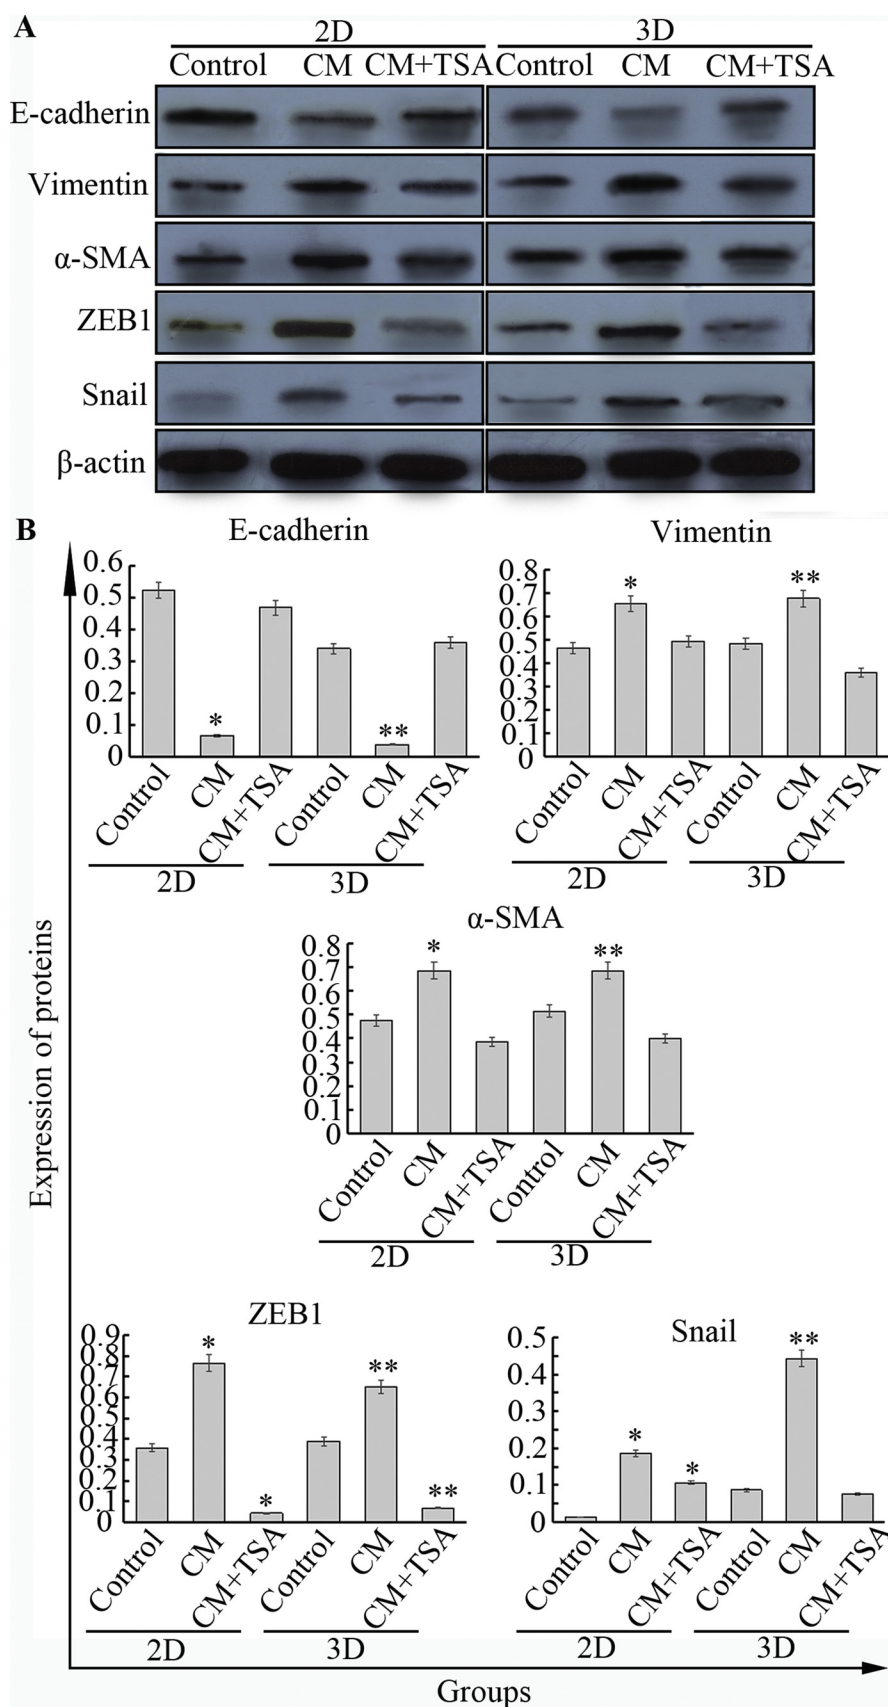 A
2D 3D
Control CM CM+TSA Control CM CM+TSA
E-cadherin
Vimentin
α-SMA
ZEB1
Snail
β-actin
B
E-cadherin
0.6
0.5
0.4
0.3
0.2
0.1
0
* **
Control CM CM+TSA Control CM CM+TSA
2D 3D
Vimentin
0.8
0.7
0.6
0.5
0.4
0.3
0.2
0.1
0
* **
Control CM CM+TSA Control CM CM+TSA
2D 3D
α-SMA
0.8
0.7
0.6
0.5
0.4
0.3
0.2
0.1
0
* **
Control CM CM+TSA Control CM CM+TSA
2D 3D
Expression of proteins
ZEB1
0.9
0.8
0.7
0.6
0.5
0.4
0.3
0.2
0.1
0
* * ** **
Control CM CM+TSA Control CM CM+TSA
2D 3D
Snail
0.5
0.4
0.3
0.2
0.1
0
* * **
Control CM CM+TSA Control CM CM+TSA
2D 3D
Groups